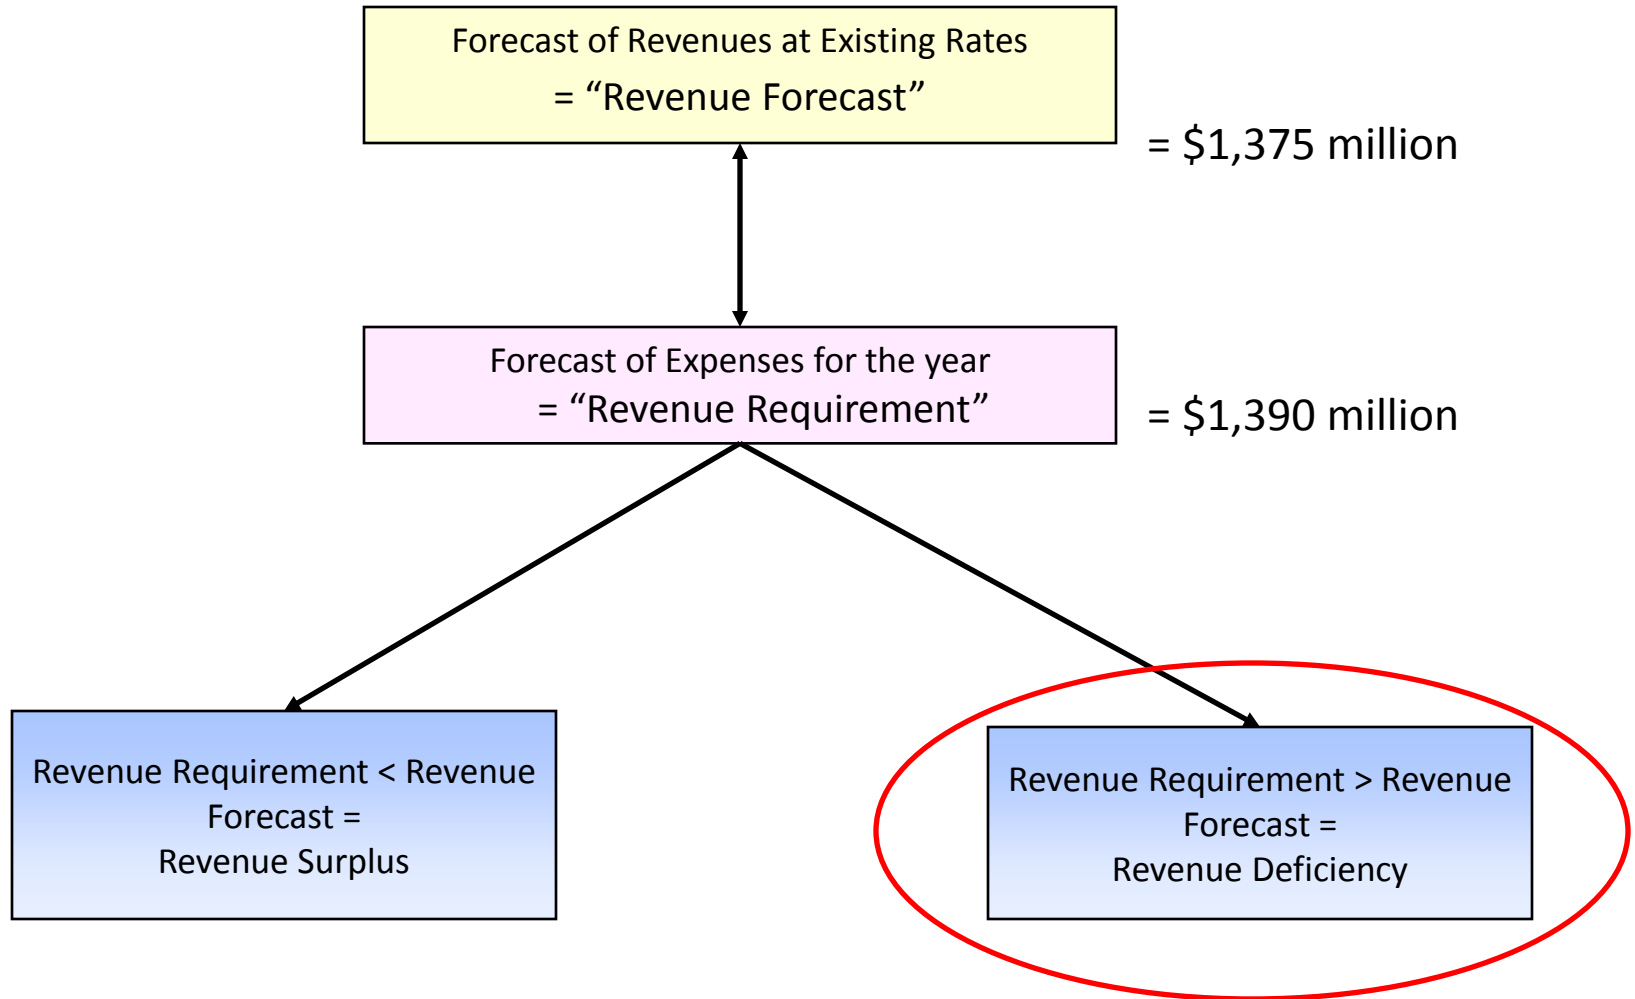 Forecast of Revenues at Existing Rates
= “Revenue Forecast”
= $1,375 million
Forecast of Expenses for the year
= “Revenue Requirement”
= $1,390 million
Revenue Requirement < Revenue
Forecast =
Revenue Surplus
Revenue Requirement > Revenue
Forecast =
Revenue Deficiency